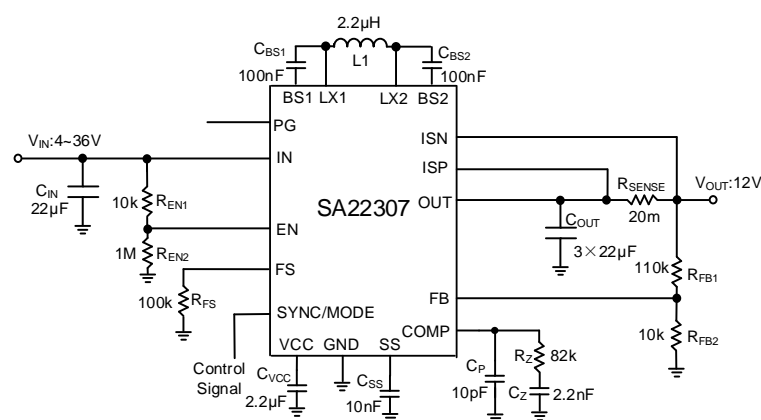 2.2μH
CBS1
L1
CBS2
100nF
100nF
BS1 LX1 LX2 BS2
PG
ISN
VIN:4~36V
IN
ISP
RSENSE
VOUT:12V
CIN
22μF
10k
REN1
SA22307
OUT
20m
COUT
3×22μF
EN
1M
REN2
FS
110k
RFB1
100k
RFS
FB
SYNC/MODE
COMP
10k
RFB2
VCC GND SS
RZ
82k
Control
Signal
CVCC
2.2μF
CSS
10nF
CP
10pF
CZ
2.2nF